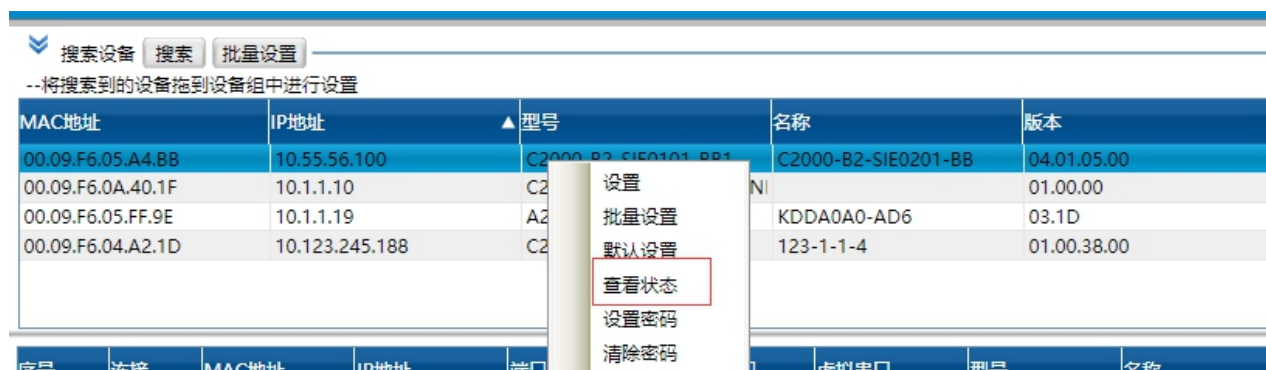 搜索设备 搜索 批量设置
--将搜索到的设备拖到设备组中进行设置
MAC地址 IP地址 型号 名称 版本
00.09.F6.05.A4.BB 10.55.56.100 C2000-B2-SIE0101-BB1 C2000-B2-SIE0201-BB 04.01.05.00
00.09.F6.0A.40.1F 10.1.1.10 C2 01.00.00
00.09.F6.05.FF.9E 10.1.1.19 A2 KDDA0A0-AD6 03.1D
00.09.F6.04.A2.1D 10.123.245.188 C2 123-1-1-4 01.00.38.00
设置
批量设置
默认设置
查看状态
设置密码
清除密码
序号 连接 MAC地址 IP地址 端口 虚拟串口 型号 名称